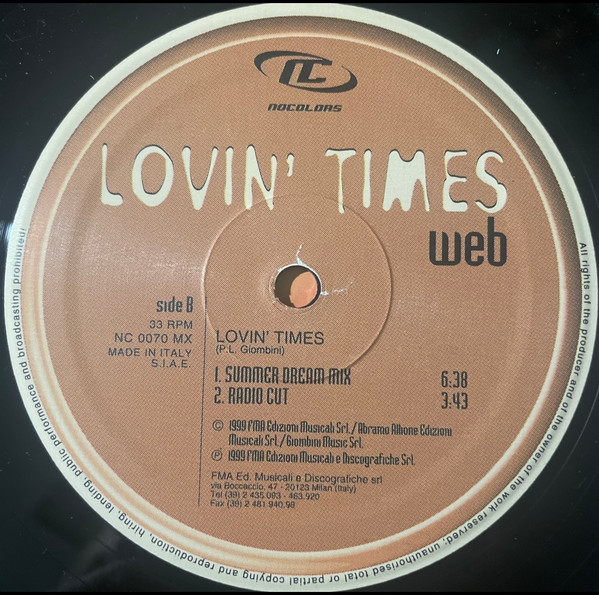 NC
NOCOLORS
LOVIN' TIMES
web
side B
33 RPM
NC 0070 MX
MADE IN ITALY
S.I.A.E.
LOVIN' TIMES
(P.L. Giombini)
1. SUMMER DREAM MIX 6:38
2. RADIO CUT 3:43
© 1999 FMA Edizioni Musicali Srl. / Abramo Allione Edizioni
Musicali Srl. / Giombini Music Srl.
℗ 1999 FMA Edizioni Musicali e Discografiche Srl.
FMA Ed. Musicali e Discografiche srl
via Boccaccio, 47 - 20123 Milan (Italy)
Tel (39) 2 435.093 - 463.920
Fax (39) 2 461 940.98
All rights of the producer and of the owner of the work reserved; unauthorised total or partial copying and reproduction, hiring, lending, public performance and broadcasting prohibited!